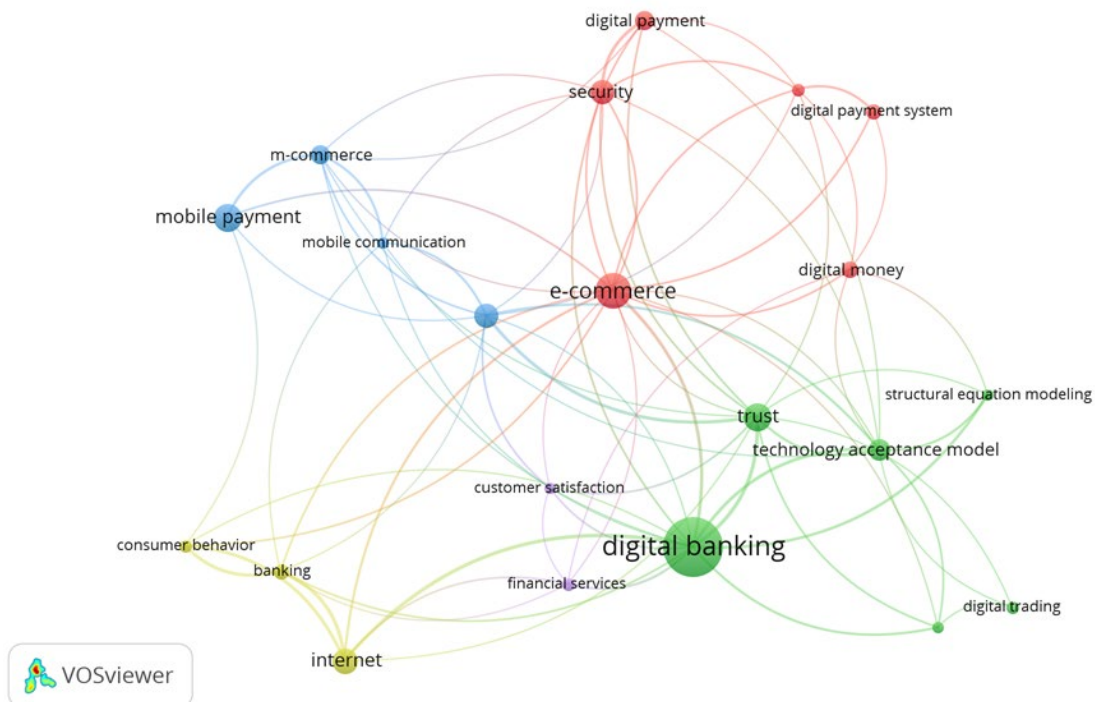 digital payment
security
digital payment system
m-commerce
mobile payment
mobile communication
digital money
e-commerce
structural equation modeling
trust
technology acceptance model
customer satisfaction
digital banking
consumer behavior
banking
financial services
digital trading
internet
VOSviewer